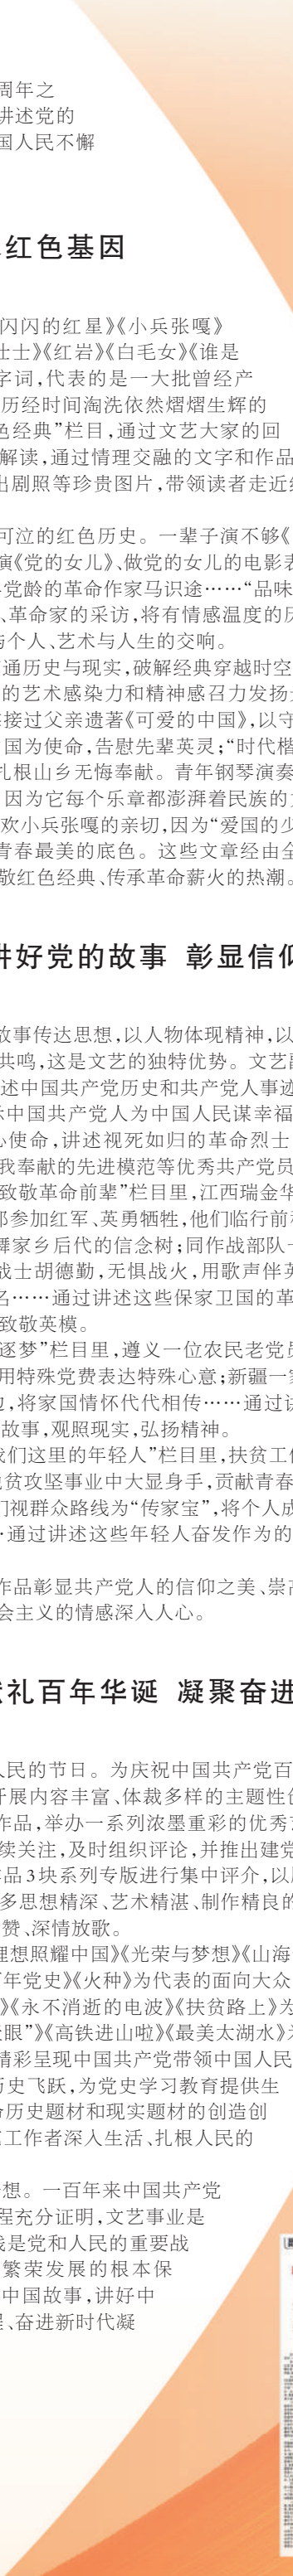 周年之
讲述党的
国人民不懈
红色基因
闪闪的红星》《小兵张嘎》
壮士》《红岩》《白毛女》《谁是
字词,代表的是一大批曾经产
历经时间淘洗依然熠熠生辉的
色经典”栏目,通过文艺大家的回
解读,通过情理交融的文字和作品
出剧照等珍贵图片,带领读者走近
可泣的红色历史。一辈子演不够《
演《党的女儿》、做党的女儿的电影表
党龄的革命作家马识途……“品味
、革命家的采访,将有情感温度的历
与个人、艺术与人生的交响。
通历史与现实,破解经典穿越时空
的艺术感染力和精神感召力发扬
接过父亲遗著《可爱的中国》,以守
国为使命,告慰先辈英灵;“时代楷
扎根山乡无悔奉献。青年钢琴演奏
因为它每个乐章都澎湃着民族的
欢小兵张嘎的亲切,因为“爱国的少
青春最美的底色。这些文章经由全
敬红色经典、传承革命薪火的热潮。
讲好党的故事 彰显信仰
故事传达思想,以人物体现精神,以
共鸣,这是文艺的独特优势。文艺副
述中国共产党历史和共产党人事迹
示中国共产党人为中国人民谋幸福
心使命,讲述视死如归的革命烈士
我奉献的先进模范等优秀共产党员
致敬革命前辈”栏目里,江西瑞金华
郎参加红军、英勇牺牲,他们临行前
舞家乡后代的信念树;同作战部队
战士胡德勤,无惧战火,用歌声伴英
名……通过讲述这些保家卫国的革
致敬英模。
逐梦”栏目里,遵义一位农民老党员
用特殊党费表达特殊心意;新疆一家
边,将家国情怀代代相传……通过讲
故事,观照现实,弘扬精神。
我们这里的年轻人”栏目里,扶贫工作
脱贫攻坚事业中大显身手,贡献青春
们视群众路线为“传家宝”,将个人成
…通过讲述这些年轻人奋发作为的
作品彰显共产党人的信仰之美、崇高
会主义的情感深入人心。
献礼百年华诞 凝聚奋进
人民的节日。为庆祝中国共产党百
开展内容丰富、体裁多样的主题性创
作品,举办一系列浓墨重彩的优秀
续关注,及时组织评论,并推出建党
作品3块系列专版进行集中评介,以
多思想精深、艺术精湛、制作精良的
赞、深情放歌。
理想照耀中国》《光荣与梦想》《山海
百年党史》《火种》为代表的面向大众
》《永不消逝的电波》《扶贫路上》为
天眼”》《高铁进山啦》《最美太湖水》为
精彩呈现中国共产党带领中国人民
历史飞跃,为党史学习教育提供生
命历史题材和现实题材的创造创
艺工作者深入生活、扎根人民的
想。一百年来中国共产党
程充分证明,文艺事业是
战是党和人民的重要战
繁荣发展的根本保
中国故事,讲好中
星、奋进新时代凝